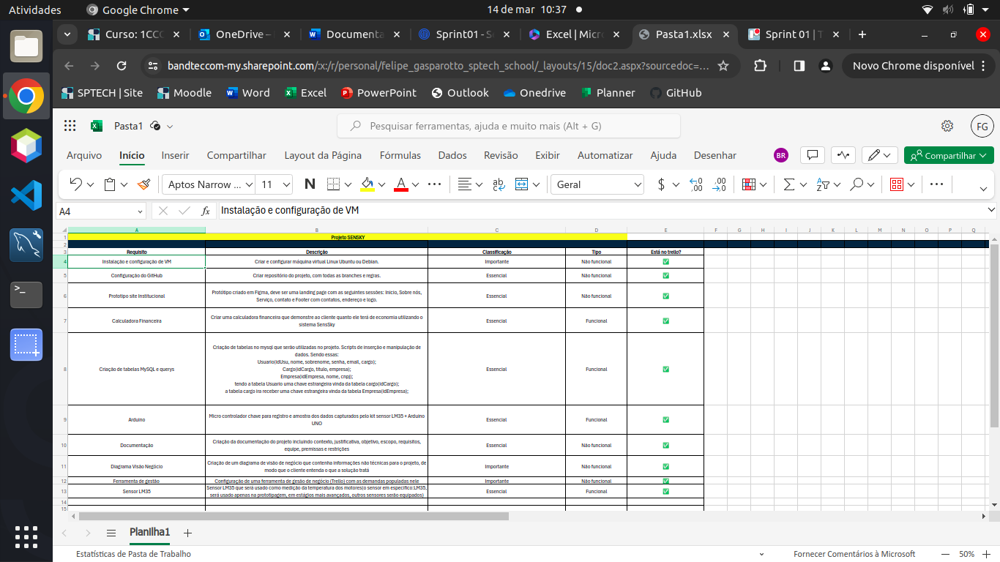 Atividades
Google Chrome
14 de mar 10:37
Curso: 1CCC
OneDrive –
Documenta
Sprint01 - S
Excel | Micr
Pasta1.xlsx
Sprint 01 | T
bandteccom-my.sharepoint.com/:x:/r/personal/felipe_gasparotto_sptech_school/_layouts/15/doc2.aspx?sourcedoc=...
Novo Chrome disponível
SPTECH | Site
Moodle
Word
Excel
PowerPoint
Outlook
Onedrive
Planner
GitHub
Pasta1
Pesquisar ferramentas, ajuda e muito mais (Alt + G)
FG
Arquivo
Início
Inserir
Compartilhar
Layout da Página
Fórmulas
Dados
Revisão
Exibir
Automatizar
Ajuda
Desenhar
BR
Compartilhar
Aptos Narrow ...
11
N
Geral
A4
fx
Instalação e configuração de VM
A B C D E F G H I J K L M N O P Q
1 Projeto SENSKY
2
3 Requisito Descrição Classificação Tipo Está no trello?
4 Instalação e configuração de VM Criar e configurar máquina virtual Linux Ubuntu ou Debian. Importante Não funcional ✅
5 Configuração do GitHub Criar repositório do projeto, com todas as branches e regras. Essencial Não funcional ✅
6 Prototipo site Institucional Protótipo criado em Figma, deve ser uma landing page com as seguintes sessões: Inicio, Sobre nós,
Serviço, contato e Footer com contatos, endereço e logo. Essencial Não funcional ✅
7 Calculadora Financeira Criar uma calculadora financeira que demonstre ao cliente quanto ele terá de economia utilizando o
sistema SensSky Essencial Funcional ✅
8 Criação de tabelas MySQL e querys Criação de tabelas no mysql que serão utilizadas no projeto. Scripts de inserção e manipulação de
dados. Sendo essas:
Usuario(idUsu, nome, sobrenome, senha, email, cargo);
Cargo(idCargo, titulo, empresa);
Empresa(idEmpresa, nome, cnpj);
tendo a tabela Usuario uma chave estrangeira vinda da tabela cargo(idCargo);
a tabela cargo ira receber uma chave estrangeira vinda da tabela Empresa(idEmpresa); Essencial Funcional ✅
9 Arduino Micro controlador chave para registro e amostra dos dados capturados pelo kit sensor LM35 + Arduino
UNO Essencial Funcional ✅
10 Documentação Criação da documentação do projeto incluindo contexto, justificativa, objetivo, escopo, requisitos,
equipe, premissas e restrições Essencial Não funcional ✅
11 Diagrama Visão Negócio Criação de um diagrama de visão de negócio que contenha informações não técnicas para o projeto, de
modo que o cliente entenda o que a solução tratá Importante Não funcional ✅
12 Ferramenta de gestão Configuração de uma ferramenta de gesão de negócio (Trello) com as demandas populadas nele Importante Não funcional ✅
13 Sensor LM35 Sensor LM35 que será usado como medição da temperatura dos motores(o sensor em específico:LM35,
será usado apenas na prototipagem, em estágios mais avançados, outros sensores serão equipados) Essencial Funcional ✅
14
15
Planilha1
Estatísticas de Pasta de Trabalho
Fornecer Comentários à Microsoft
50%